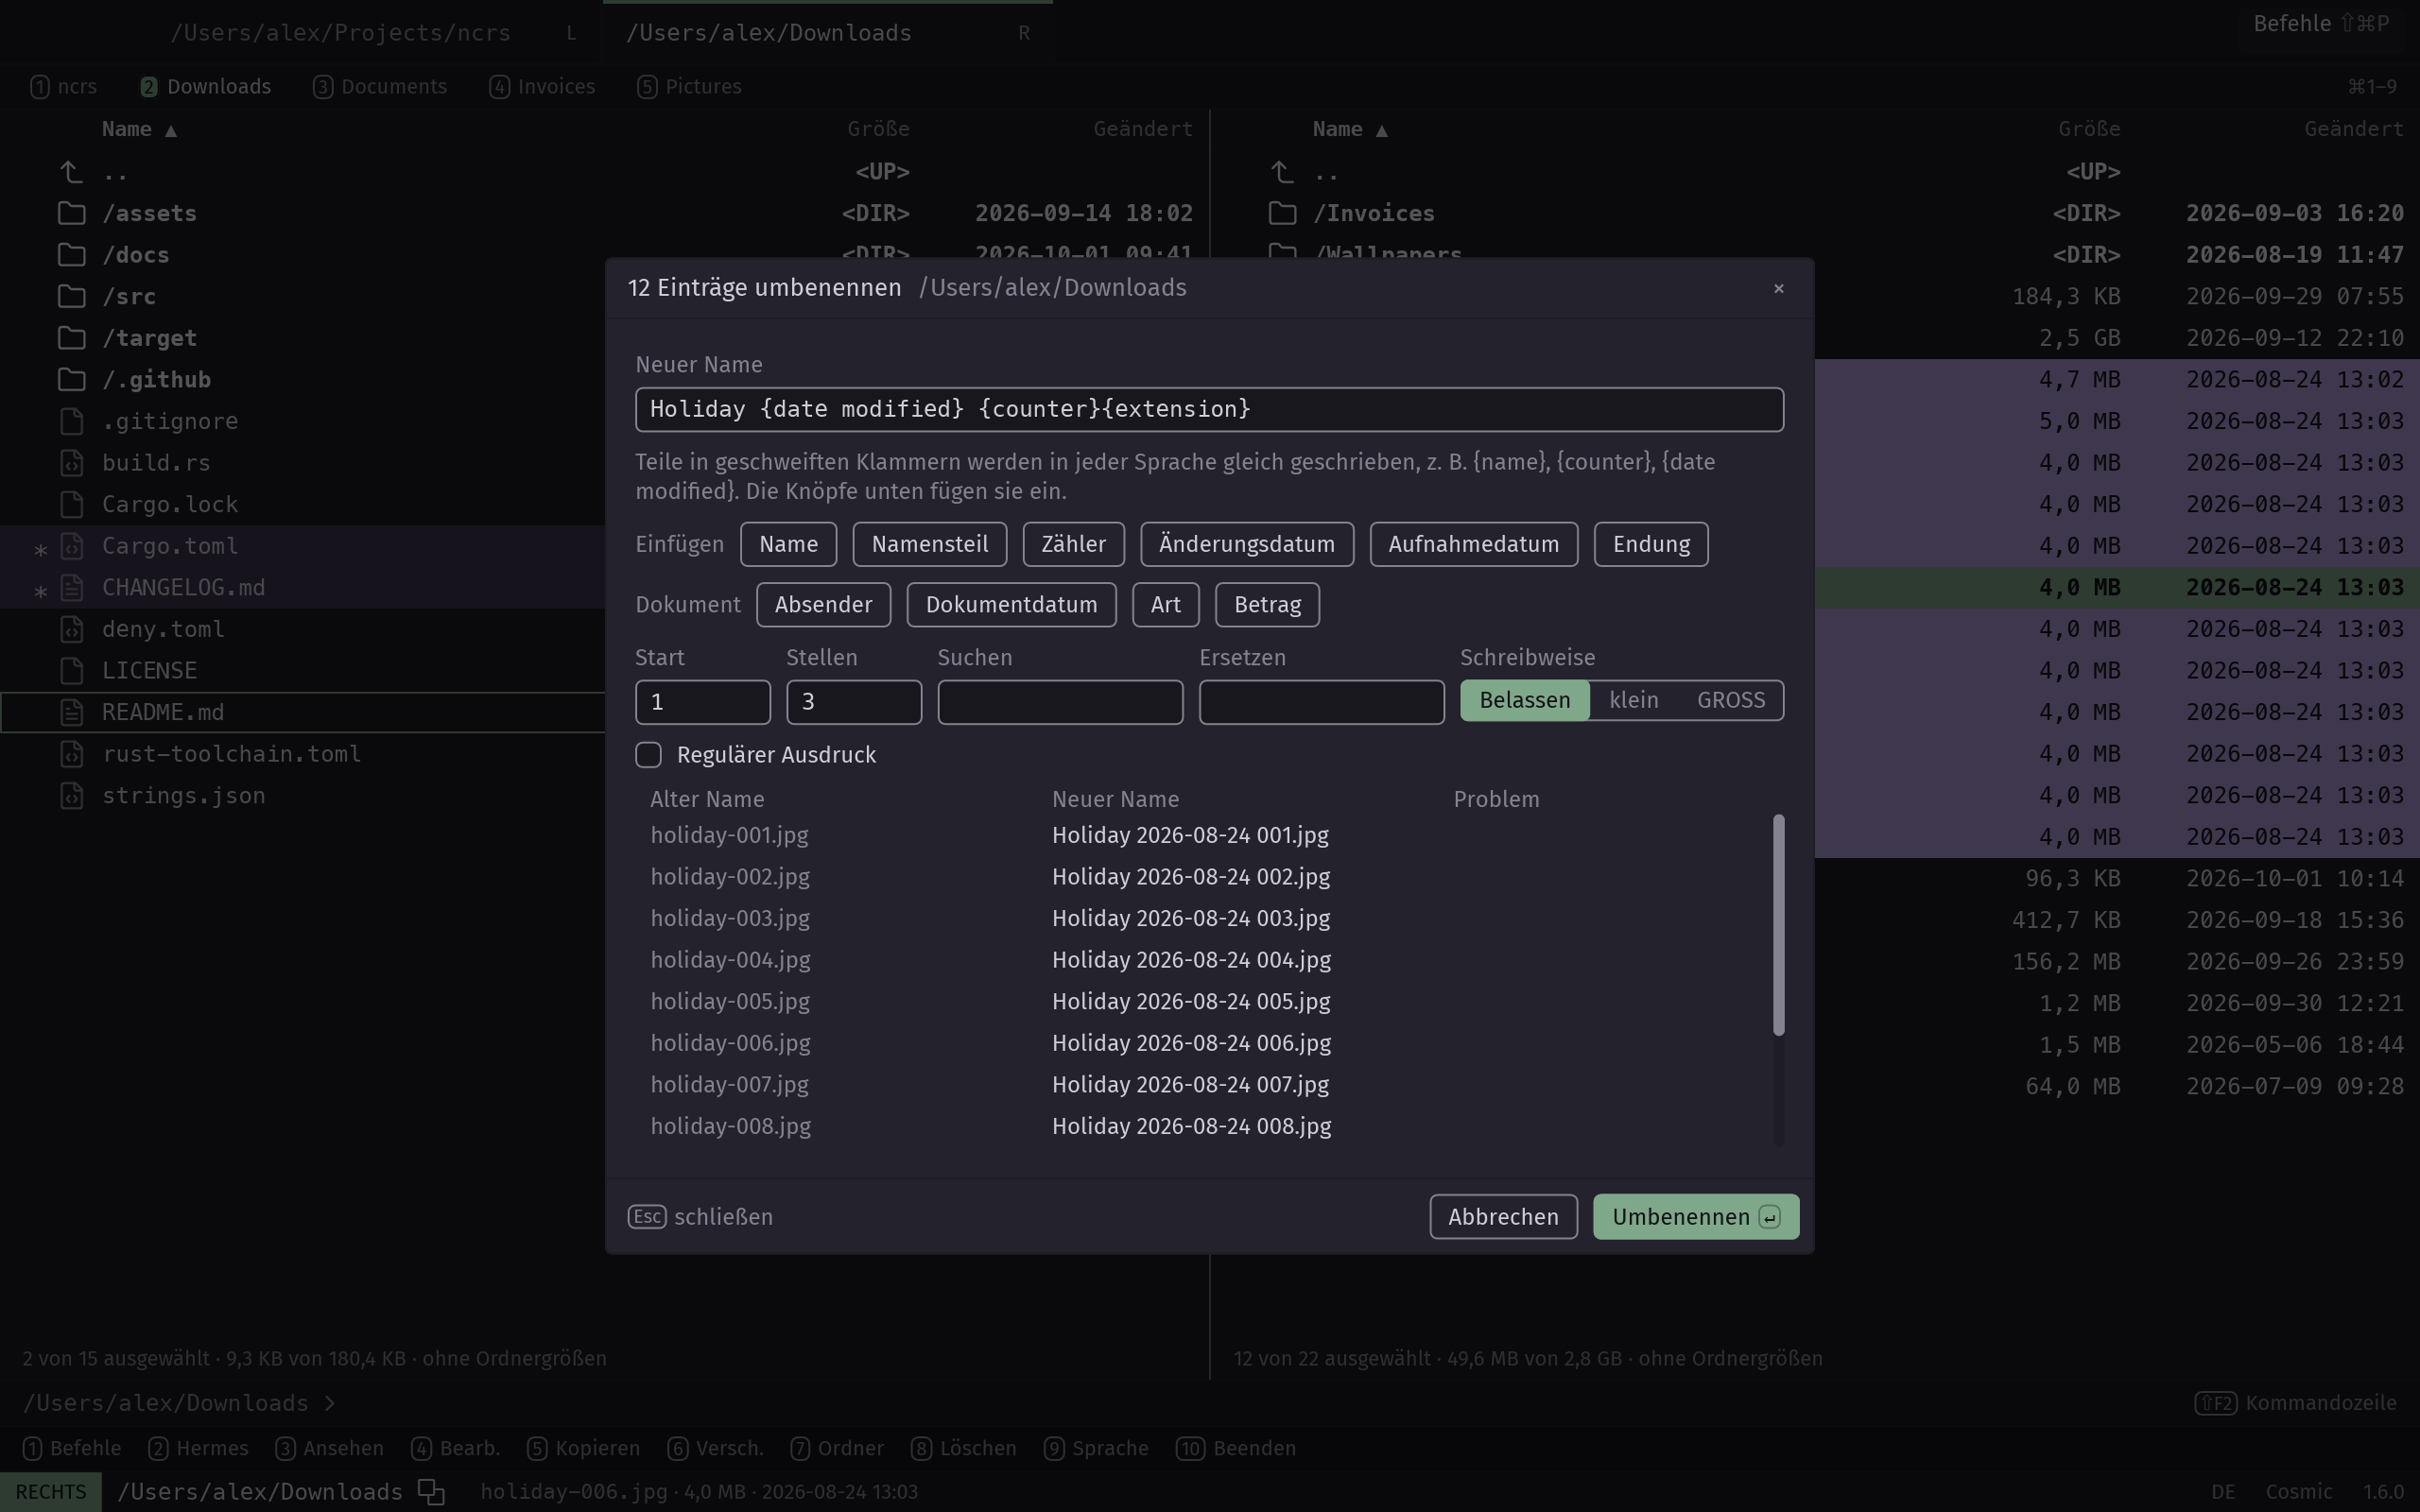 /Users/alex/Projects/ncrs L /Users/alex/Downloads R Befehle ⇧⌘P
1 ncrs 2 Downloads 3 Documents 4 Invoices 5 Pictures ⌘1–9
Name ▲ Größe Geändert Name ▲ Größe Geändert
.. <UP> .. <UP>
/assets <DIR> 2026-09-14 18:02 /Invoices <DIR> 2026-09-03 16:20
/docs <DIR> 2026-10-01 09:41 /Wallpapers <DIR> 2026-08-19 11:47
12 Einträge umbenennen /Users/alex/Downloads ×
/src 184,3 KB 2026-09-29 07:55
/target 2,5 GB 2026-09-12 22:10
Neuer Name
/.github 4,7 MB 2026-08-24 13:02
Holiday {date modified} {counter}{extension}
.gitignore 5,0 MB 2026-08-24 13:03
Teile in geschweiften Klammern werden in jeder Sprache gleich geschrieben, z. B. {name}, {counter}, {date
build.rs 4,0 MB 2026-08-24 13:03
modified}. Die Knöpfe unten fügen sie ein.
Cargo.lock 4,0 MB 2026-08-24 13:03
Einfügen Name Namensteil Zähler Änderungsdatum Aufnahmedatum Endung
* Cargo.toml 4,0 MB 2026-08-24 13:03
* CHANGELOG.md 4,0 MB 2026-08-24 13:03
Dokument Absender Dokumentdatum Art Betrag
deny.toml 4,0 MB 2026-08-24 13:03
Start Stellen Suchen Ersetzen Schreibweise
LICENSE 4,0 MB 2026-08-24 13:03
1 3 Belassen klein GROSS
README.md 4,0 MB 2026-08-24 13:03
Regulärer Ausdruck
rust-toolchain.toml 4,0 MB 2026-08-24 13:03
strings.json 4,0 MB 2026-08-24 13:03
Alter Name Neuer Name Problem
holiday-001.jpg Holiday 2026-08-24 001.jpg 4,0 MB 2026-08-24 13:03
holiday-002.jpg Holiday 2026-08-24 002.jpg 96,3 KB 2026-10-01 10:14
holiday-003.jpg Holiday 2026-08-24 003.jpg 412,7 KB 2026-09-18 15:36
holiday-004.jpg Holiday 2026-08-24 004.jpg 156,2 MB 2026-09-26 23:59
holiday-005.jpg Holiday 2026-08-24 005.jpg 1,2 MB 2026-09-30 12:21
holiday-006.jpg Holiday 2026-08-24 006.jpg 1,5 MB 2026-05-06 18:44
holiday-007.jpg Holiday 2026-08-24 007.jpg 64,0 MB 2026-07-09 09:28
holiday-008.jpg Holiday 2026-08-24 008.jpg
Esc schließen Abbrechen Umbenennen ↵
2 von 15 ausgewählt · 9,3 KB von 180,4 KB · ohne Ordnergrößen 12 von 22 ausgewählt · 49,6 MB von 2,8 GB · ohne Ordnergrößen
/Users/alex/Downloads > ⇧F2 Kommandozeile
1 Befehle 2 Hermes 3 Ansehen 4 Bearb. 5 Kopieren 6 Versch. 7 Ordner 8 Löschen 9 Sprache 10 Beenden
RECHTS /Users/alex/Downloads holiday-006.jpg · 4,0 MB · 2026-08-24 13:03 DE Cosmic 1.6.0